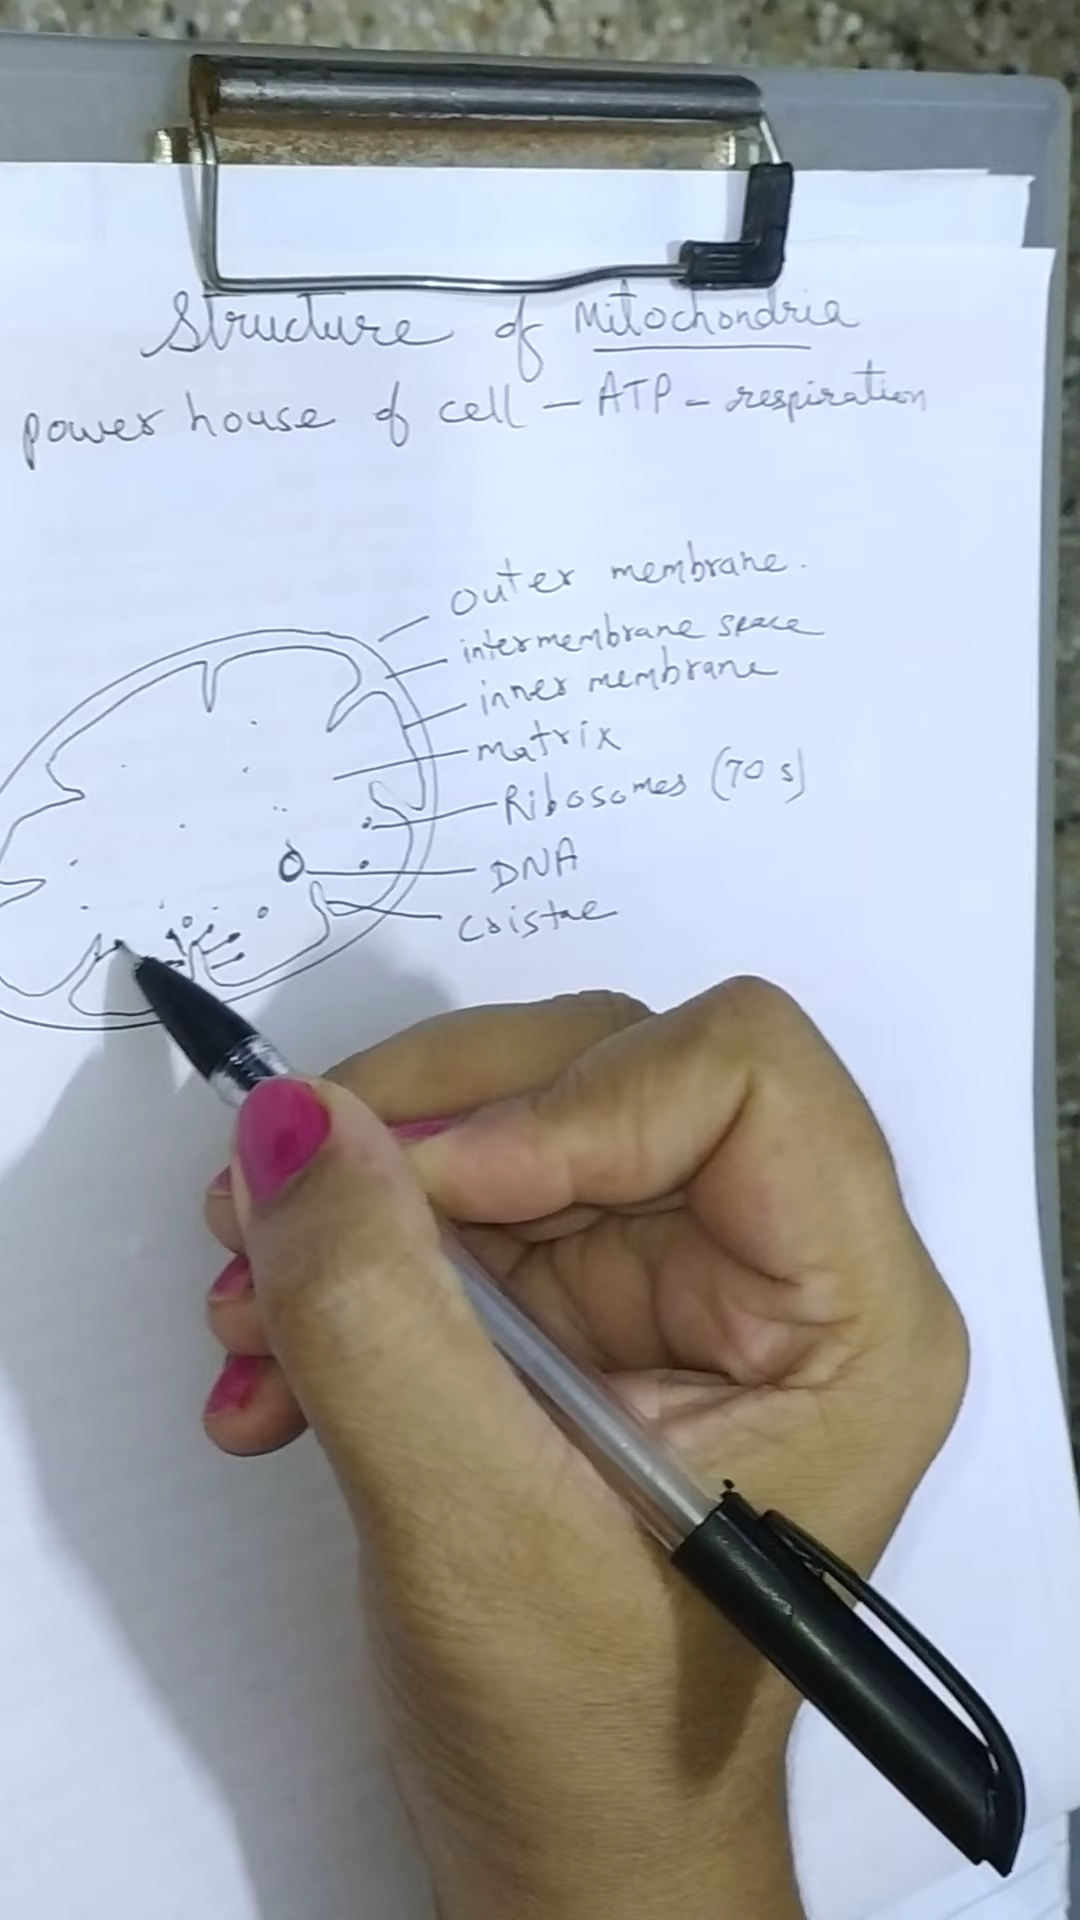 Structure of Mitochondria
power house of cell - ATP - respiration
outer membrane.
intermembrane space
inner membrane
matrix
Ribosomes (70 s)
DNA
Cristae